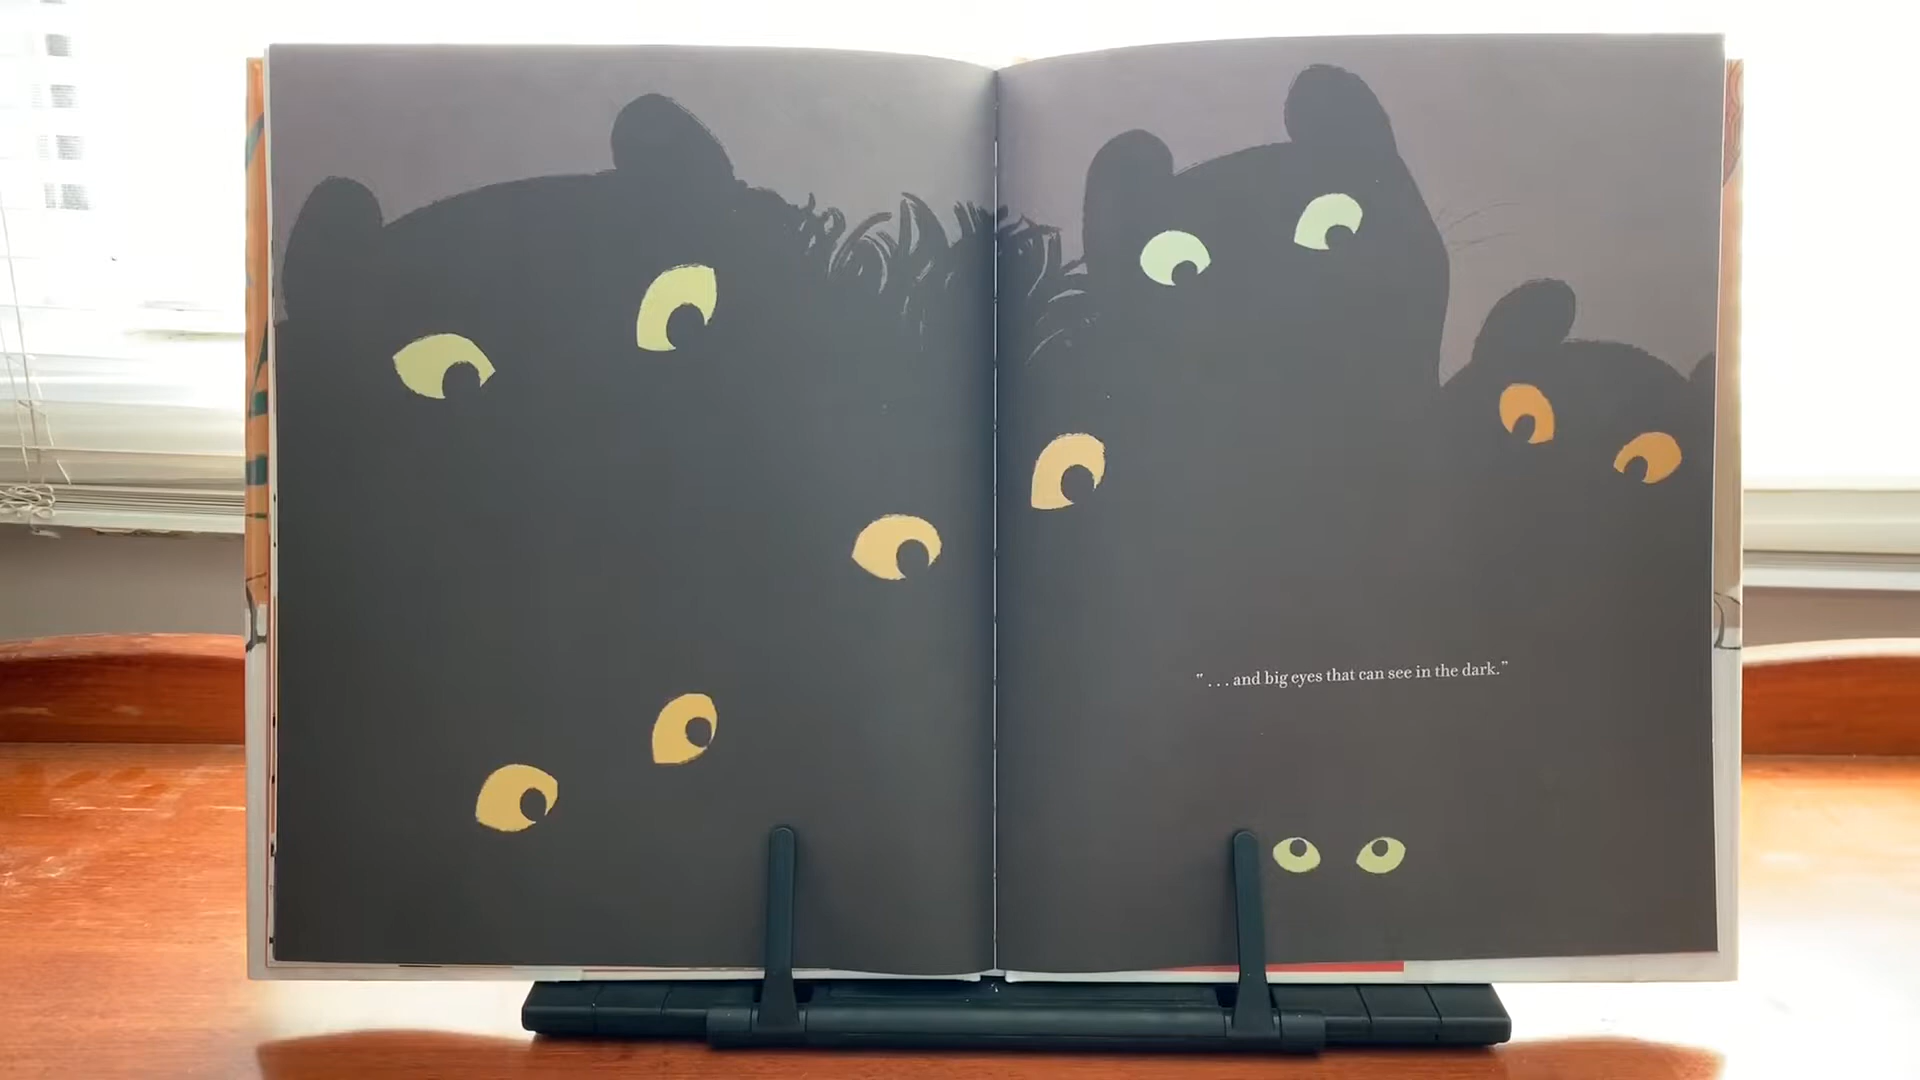 " . . . and big eyes that can see in the dark.”